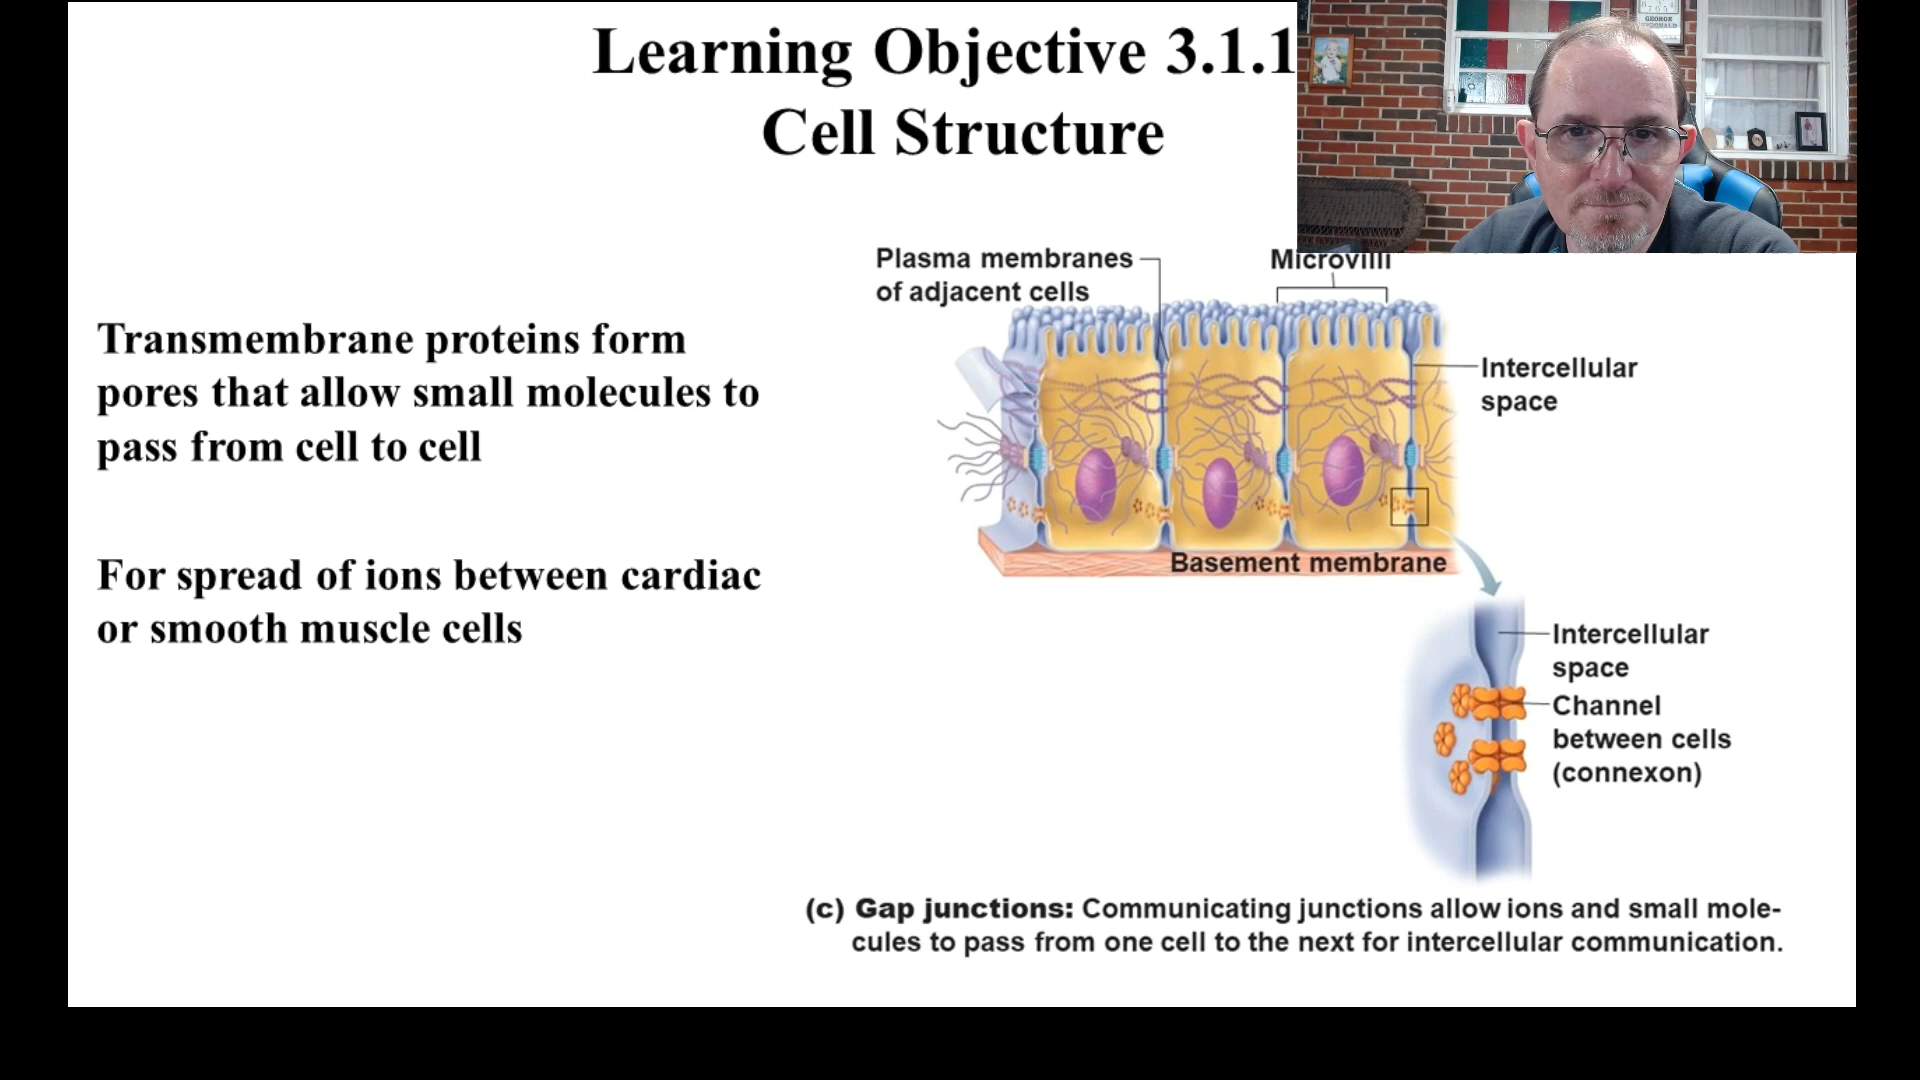 Learning Objective 3.1.1
Cell Structure
GEORGE
Plasma membranes
of adjacent cells
Microvilli
Transmembrane proteins form
pores that allow small molecules to
pass from cell to cell
Intercellular
space
For spread of ions between cardiac
or smooth muscle cells
Basement membrane
Intercellular
space
Channel
between cells
(connexon)
(c) Gap junctions: Communicating junctions allow ions and small mole-
cules to pass from one cell to the next for intercellular communication.